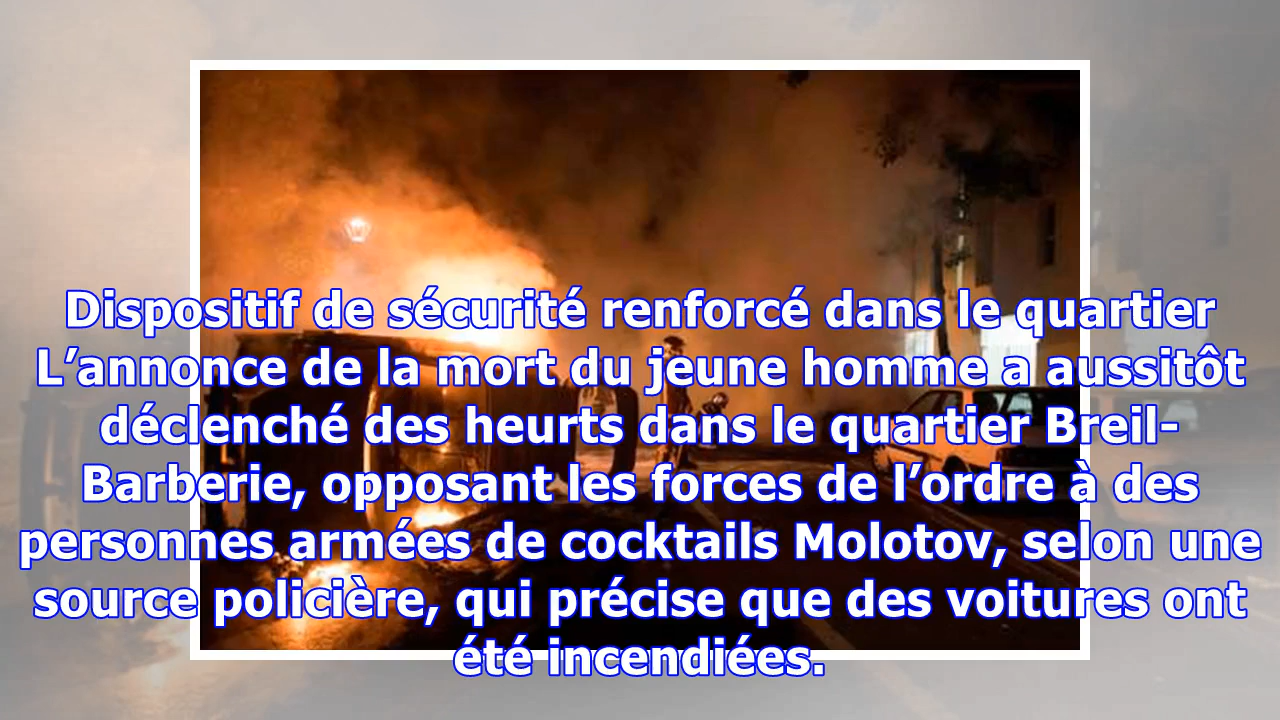 Dispositif de sécurité renforcé dans le quartier
L’annonce de la mort du jeune homme a aussitôt
déclenché des heurts dans le quartier Breil-
Barberie, opposant les forces de l’ordre à des
personnes armées de cocktails Molotov, selon une
source policière, qui précise que des voitures ont
été incendiées.